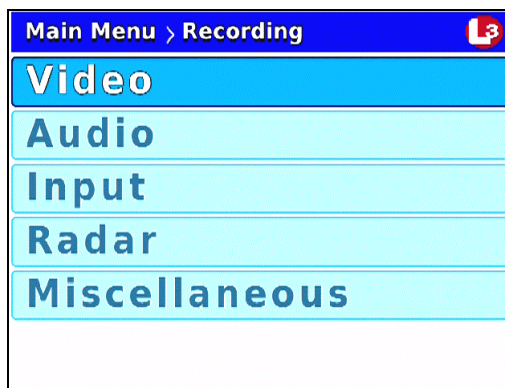 Main Menu > Recording L3
Video
Audio
Input
Radar
Miscellaneous